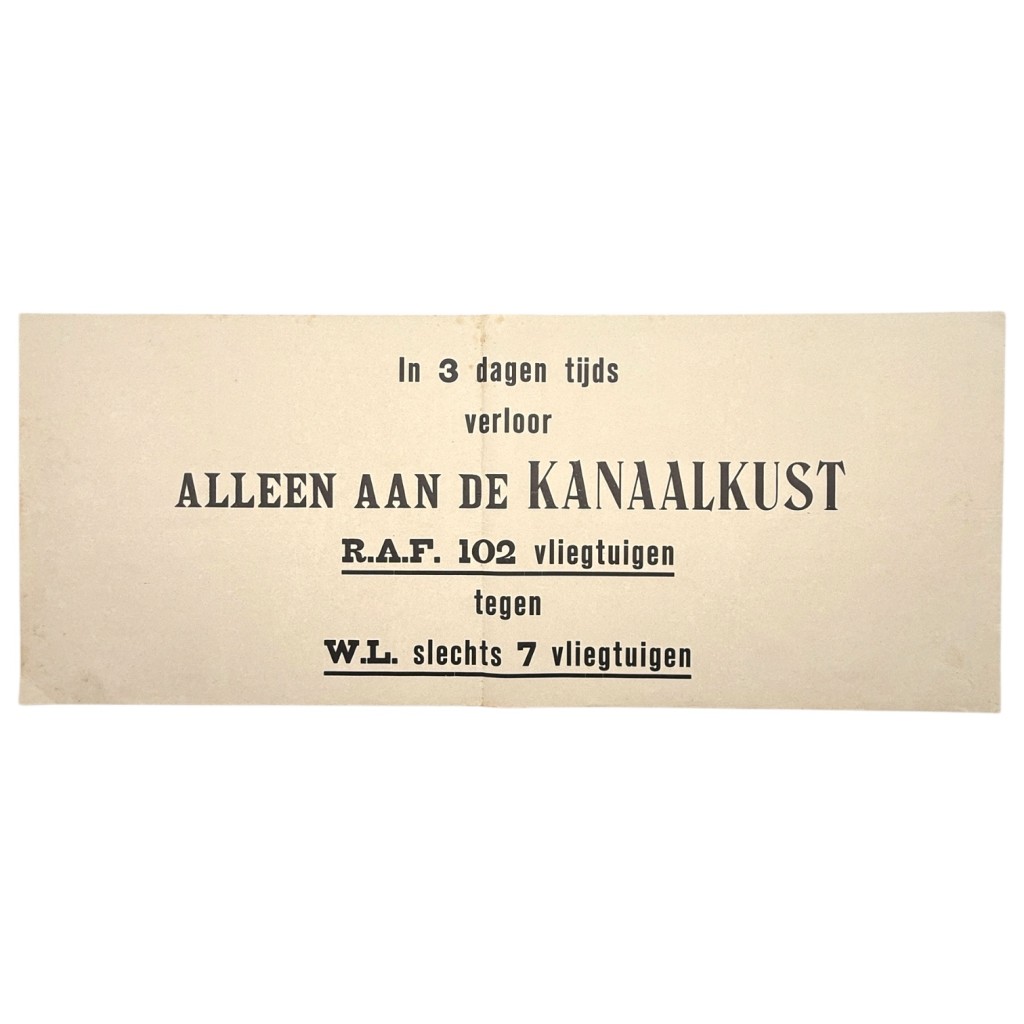 In 3 dagen tijds
verloor
ALLEEN AAN DE KANAALKUST
R.A.F. 102 vliegtuigen
tegen
W.L. slechts 7 vliegtuigen